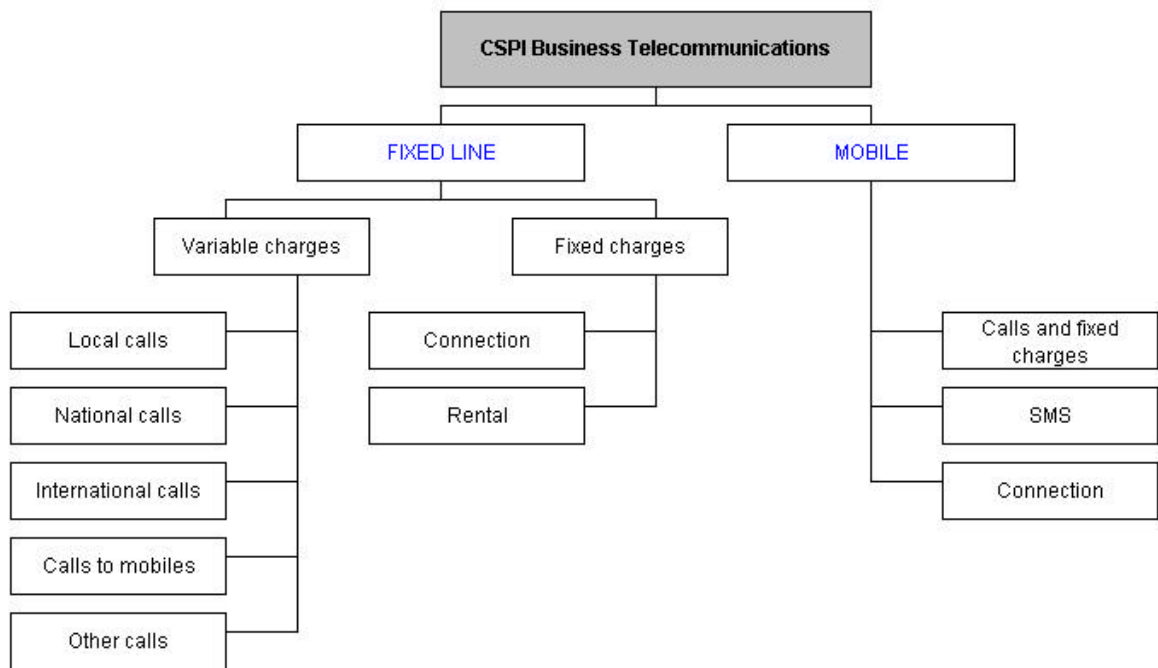 CSPI Business Telecommunications
FIXED LINE
MOBILE
Variable charges
Fixed charges
Local calls
National calls
International calls
Calls to mobiles
Other calls
Connection
Rental
Calls and fixed
charges
SMS
Connection